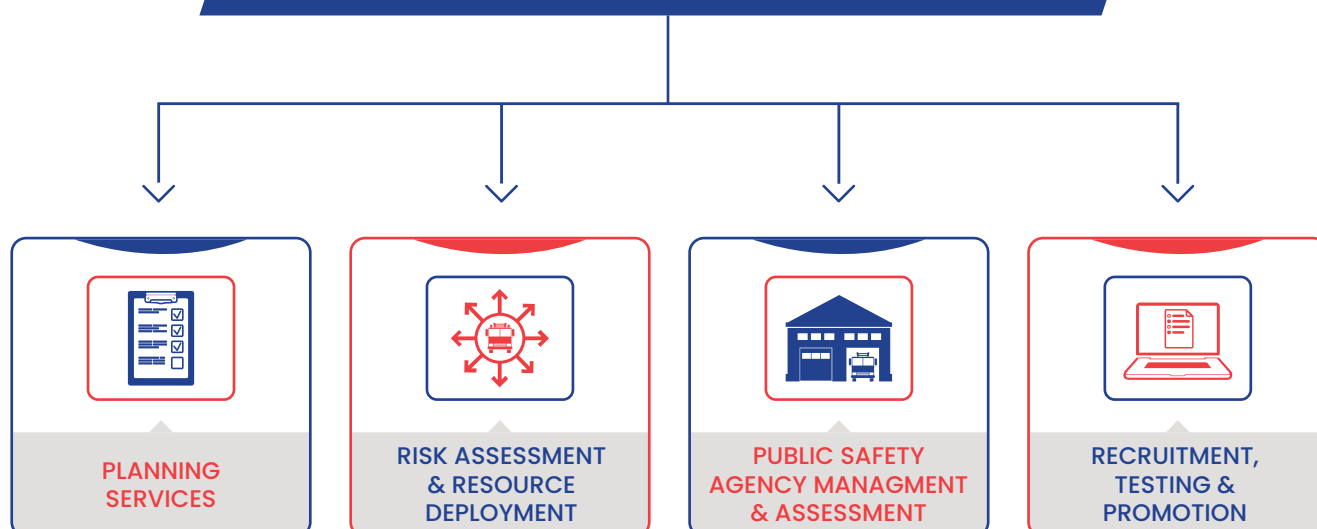 PLANNING
SERVICES
RISK ASSESSMENT
& RESOURCE
DEPLOYMENT
PUBLIC SAFETY
AGENCY MANAGMENT
& ASSESSMENT
RECRUITMENT,
TESTING &
PROMOTION